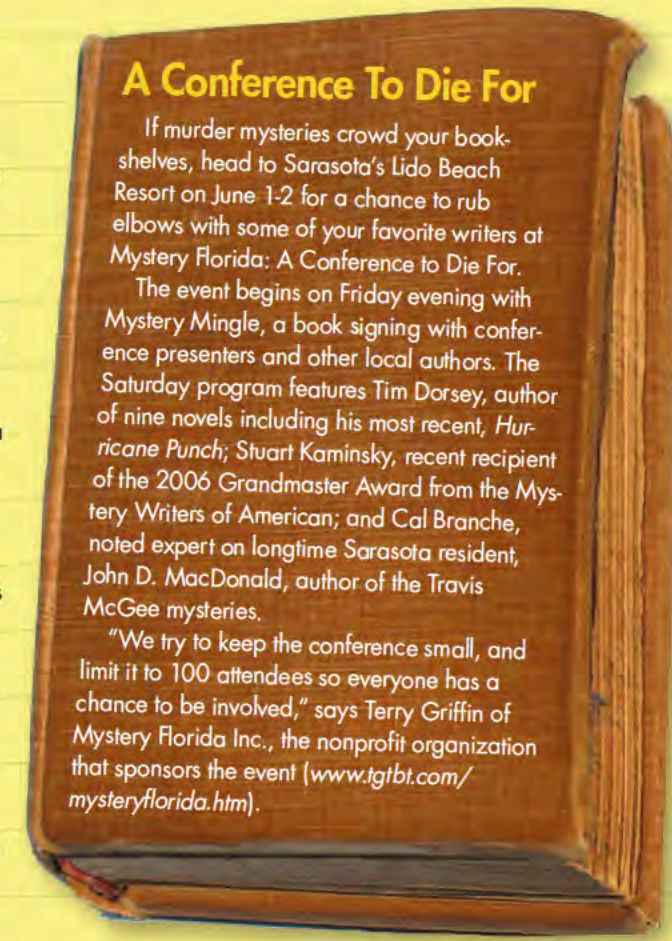 A Conference To Die For
If murder mysteries crowd your book-
shelves, head to Sarasota's Lido Beach
Resort on June 1-2 for a chance to rub
elbows with some of your favorite writers at
Mystery Florida: A Conference to Die For.
The event begins on Friday evening with
Mystery Mingle, a book signing with confer-
ence presenters and other local authors. The
Saturday program features Tim Dorsey, author
of nine novels including his most recent, Hur-
ricane Punch; Stuart Kaminsky, recent recipient
of the 2006 Grandmaster Award from the Mys-
tery Writers of American; and Cal Branche,
noted expert on longtime Sarasota resident,
John D. MacDonald, author of the Travis
McGee mysteries.
"We try to keep the conference small, and
limit it to 100 attendees so everyone has a
chance to be involved," says Terry Griffin of
Mystery Florida Inc., the nonprofit organization
that sponsors the event (www.tgtbt.com/
mysteryflorida.htm).